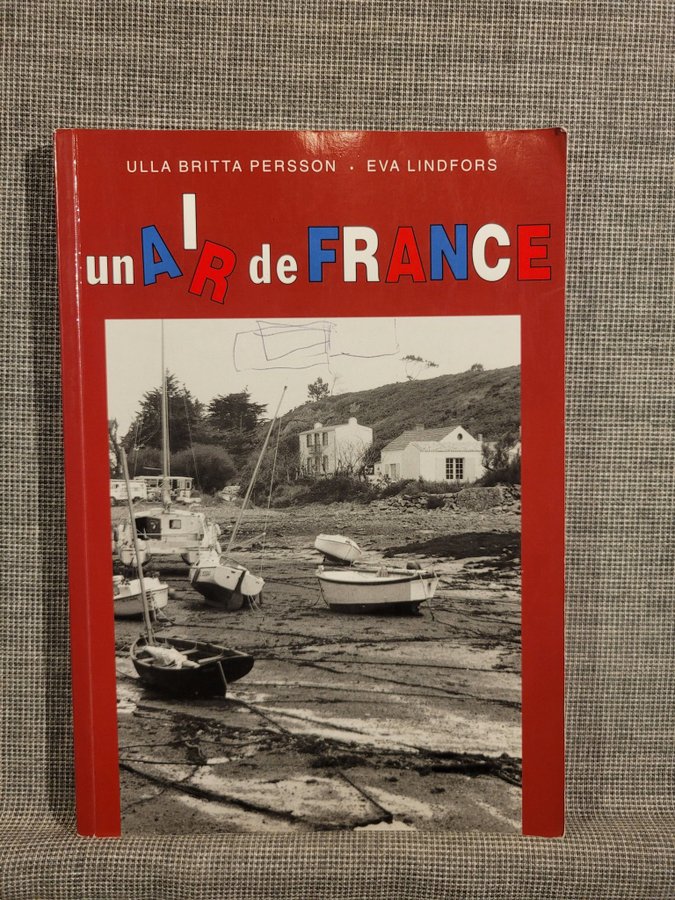 ULLA BRITTA PERSSON · EVA LINDFORS
un AIR de FRANCE